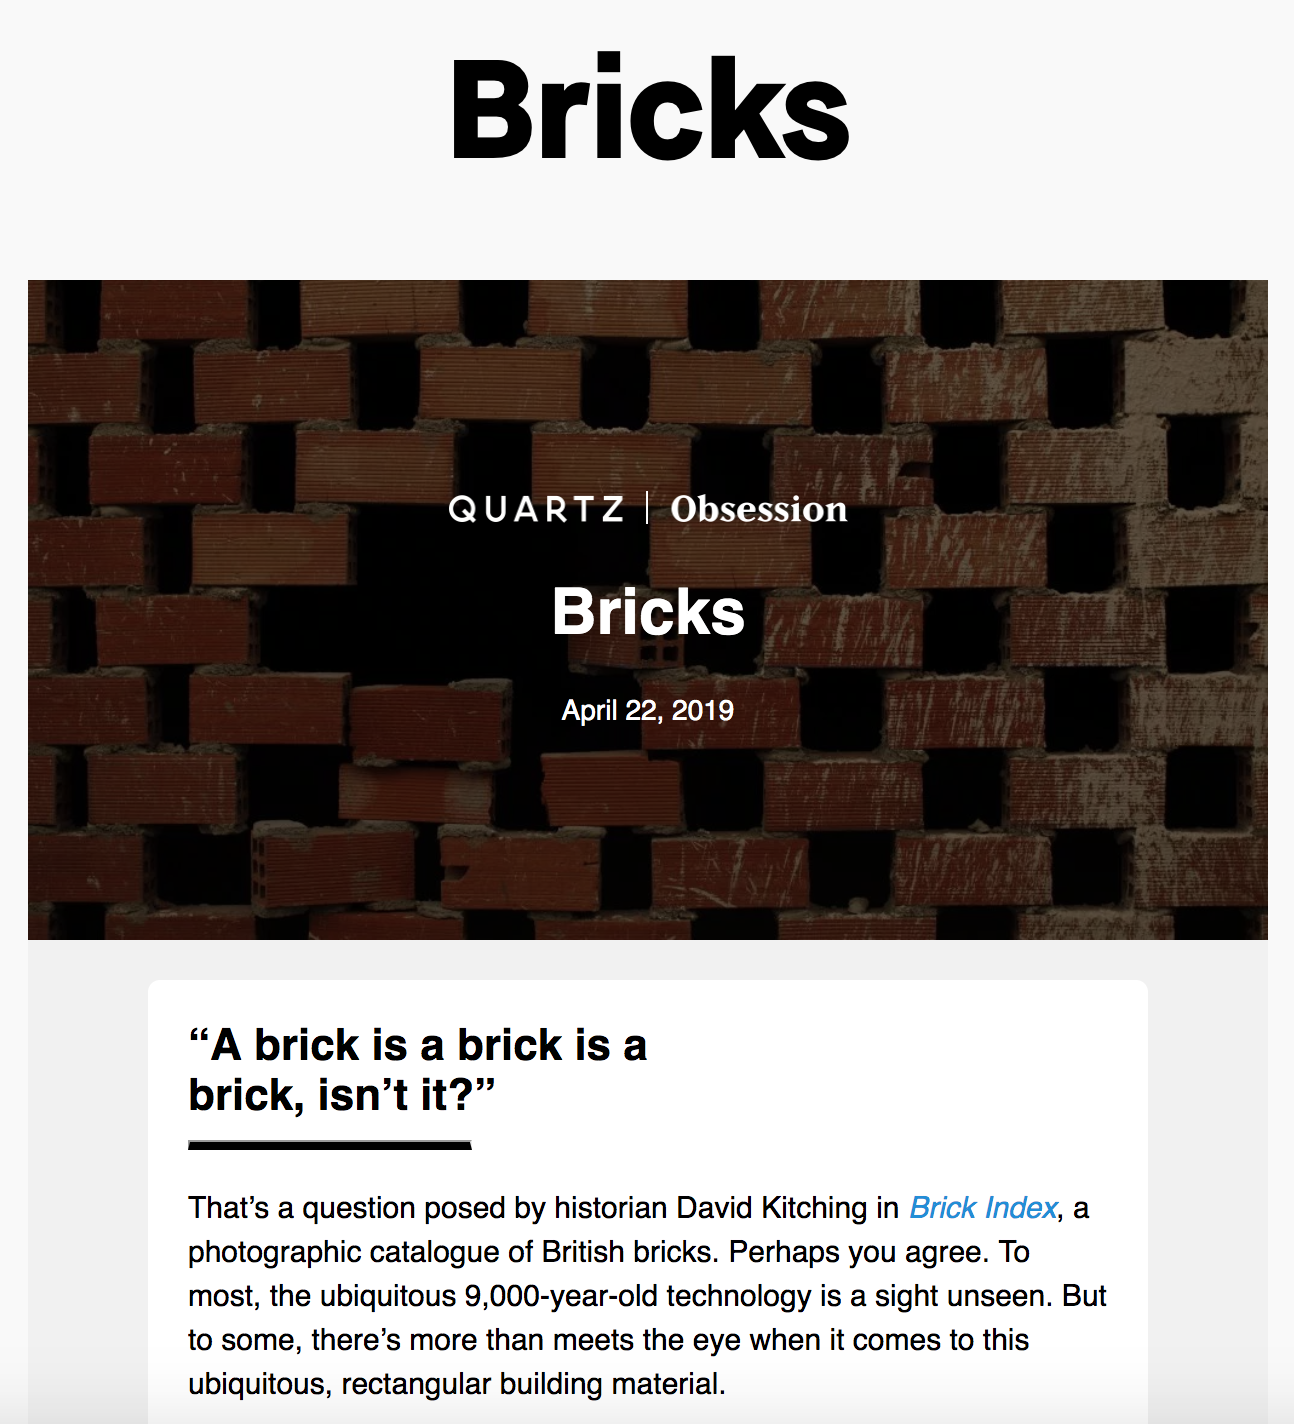 Bricks
QUARTZ | Obsession
Bricks
April 22, 2019
“A brick is a brick is a
brick, isn’t it?”
That’s a question posed by historian David Kitching in Brick Index, a
photographic catalogue of British bricks. Perhaps you agree. To
most, the ubiquitous 9,000-year-old technology is a sight unseen. But
to some, there’s more than meets the eye when it comes to this
ubiquitous, rectangular building material.